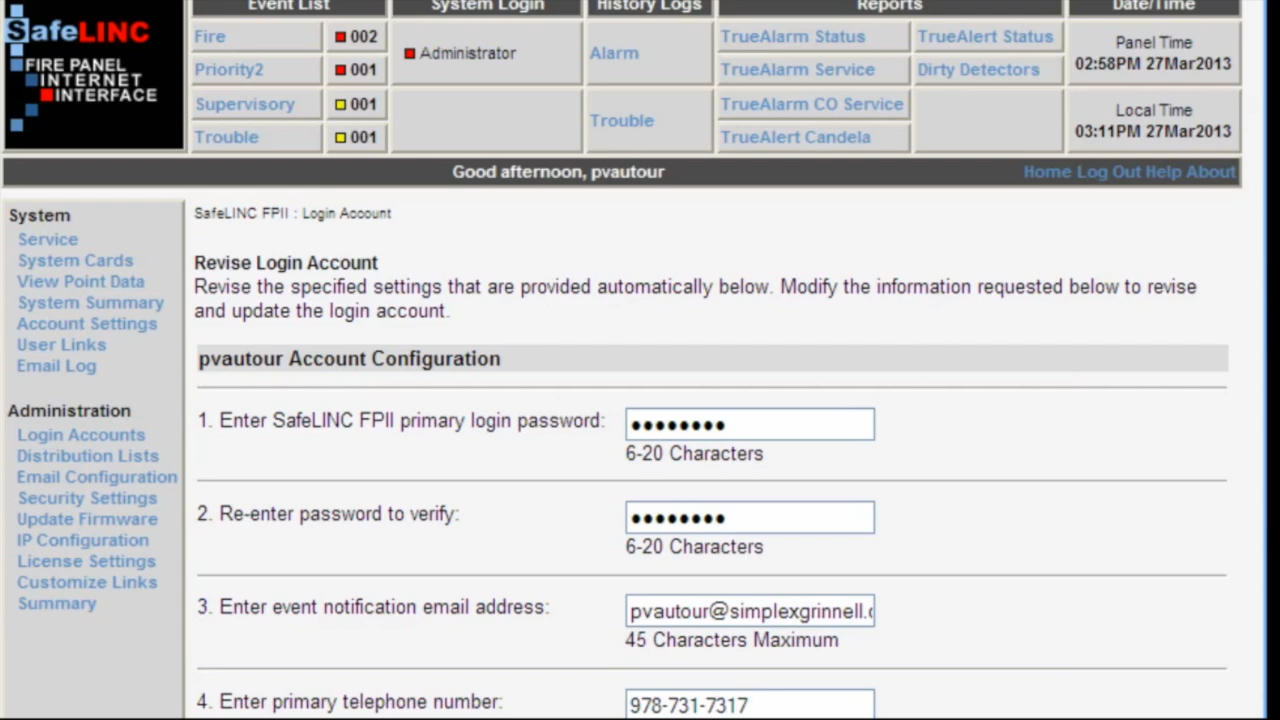 Event List
System Login
History Logs
Reports
Date/Time
SafeLINC
FIRE PANEL
INTERNET
INTERFACE
Fire
002
Priority2
001
Supervisory
001
Trouble
001
Administrator
Alarm
Trouble
TrueAlarm Status
TrueAlert Status
TrueAlarm Service
Dirty Detectors
TrueAlarm CO Service
TrueAlert Candela
Panel Time
02:58PM 27Mar2013
Local Time
03:11PM 27Mar2013
Good afternoon, pvautour
Home Log Out Help About
System
Service
System Cards
View Point Data
System Summary
Account Settings
User Links
Email Log
Administration
Login Accounts
Distribution Lists
Email Configuration
Security Settings
Update Firmware
IP Configuration
License Settings
Customize Links
Summary
SafeLINC FPII : Login Account
Revise Login Account
Revise the specified settings that are provided automatically below. Modify the information requested below to revise
and update the login account.
pvautour Account Configuration
1. Enter SafeLINC FPII primary login password:
●●●●●●●●
6-20 Characters
2. Re-enter password to verify:
●●●●●●●●
6-20 Characters
3. Enter event notification email address:
pvautour@simplexgrinnell.
45 Characters Maximum
4. Enter primary telephone number:
978-731-7317